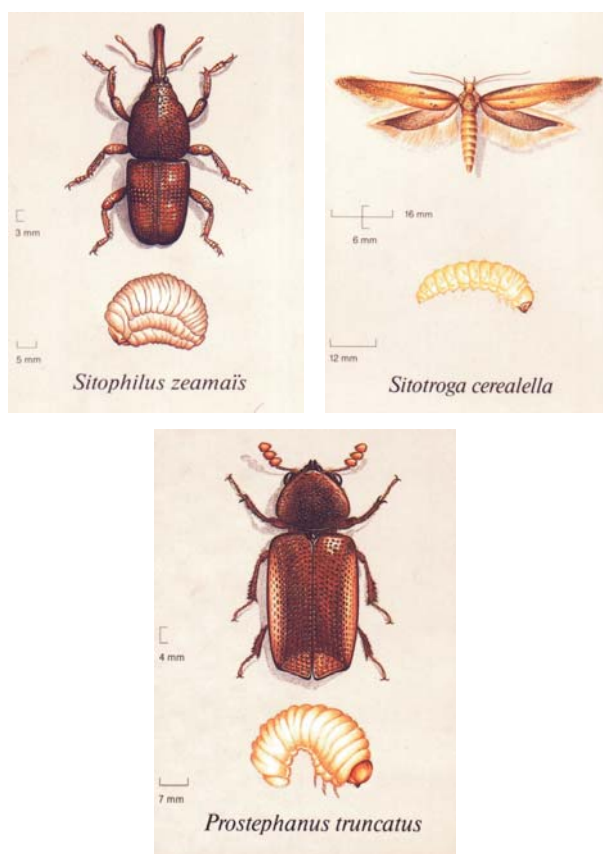 3 mm
5 mm
Sitophilus zeamaïs
16 mm
6 mm
12 mm
Sitotroga cerealella
4 mm
7 mm
Prostephanus truncatus